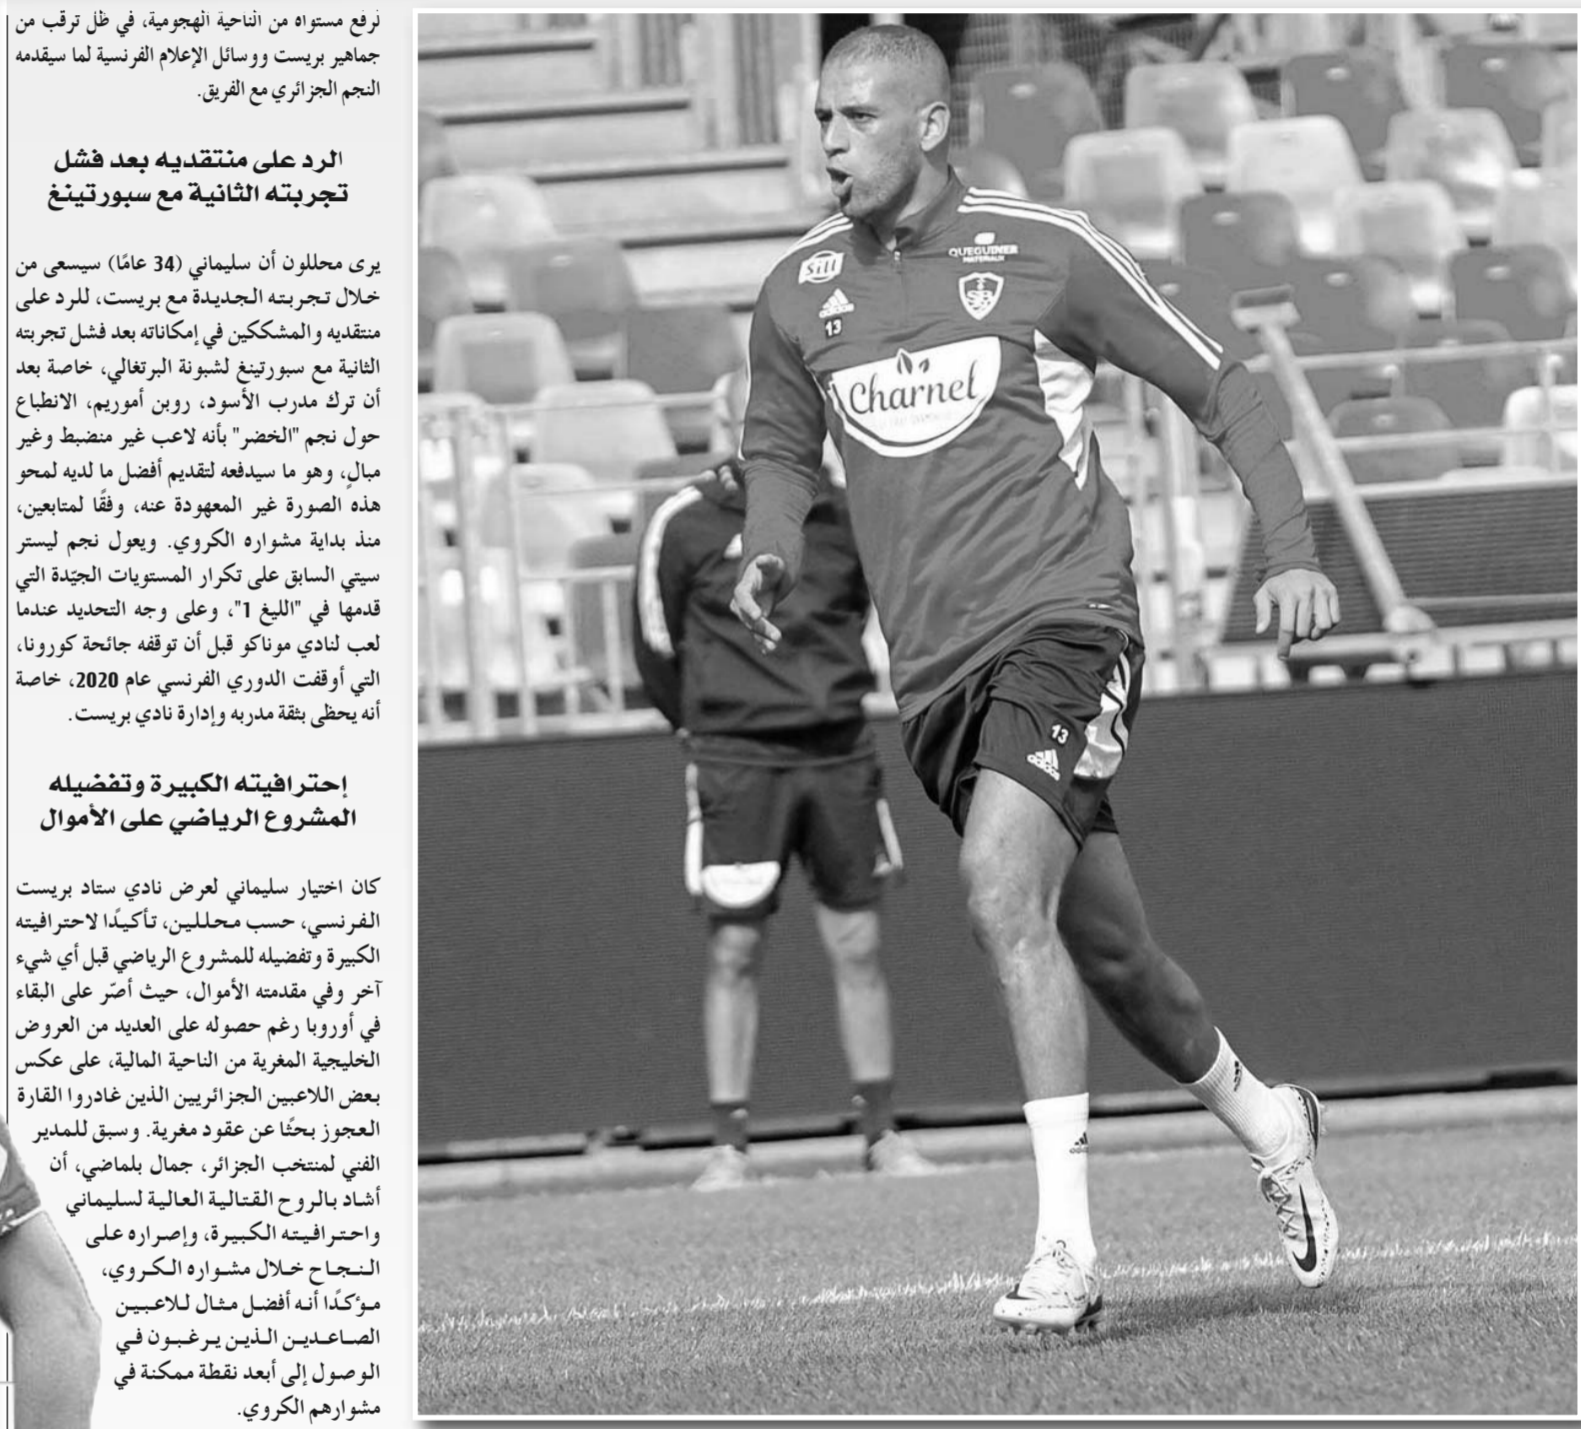 لرفع مستواه من الناحية الهجومية، في ظل ترقب من
جماهير بريست ووسائل الإعلام الفرنسية لما سيقدمه
النجم الجزائري مع الفريق.
الرد على منتقديه بعد فشل
تجربته الثانية مع سبورتينغ
يرى محللون أن سليماني (34 عامًا) سيسعى من
خلال تجربته الجديدة مع بريست، للرد على
منتقديه والمشككين في إمكاناته بعد فشل تجربته
الثانية مع سبورتينغ لشبونة البرتغالي، خاصة بعد
أن ترك مدرب الأسود، روبن أموريم، الانطباع
حول نجم "الخضر" بأنه لاعب غير منضبط وغير
مبالٍ، وهو ما سيدفعه لتقديم أفضل ما لديه لمحو
هذه الصورة غير المعهودة عنه، وفقًا لمتابعين،
منذ بداية مشواره الكروي. ويعول نجم ليستر
سيتي السابق على تكرار المستويات الجيّدة التي
قدمها في "الليغ 1"، وعلى وجه التحديد عندما
لعب لنادي موناكو قبل أن توقفه جائحة كورونا،
التي أوقفت الدوري الفرنسي عام 2020، خاصة
أنه يحظى بثقة مدربه وإدارة نادي بريست.
إحترافيته الكبيرة وتفضيله
المشروع الرياضي على الأموال
كان اختيار سليماني لعرض نادي ستاد بريست
الفرنسي، حسب محللين، تأكيدًا لاحترافيته
الكبيرة وتفضيله للمشروع الرياضي قبل أي شيء
آخر وفي مقدمته الأموال، حيث أصّر على البقاء
في أوروبا رغم حصوله على العديد من العروض
الخليجية المغرية من الناحية المالية، على عكس
بعض اللاعبين الجزائريين الذين غادروا القارة
العجوز بحثًا عن عقود مغرية. وسبق للمدير
الفني لمنتخب الجزائر، جمال بلماضي، أن
أشاد بالروح القتالية العالية لسليماني
واحترافيته الكبيرة، وإصراره على
النجاح خلال مشواره الكروي،
مؤكدًا أنه أفضل مثال للاعبين
الصاعدين الذين يرغبون في
الوصول إلى أبعد نقطة ممكنة في
مشوارهم الكروي.
QUEGUINER
MATERIAUX
Sill
adidas
13
SB
Charnel
13
adidas
adidas